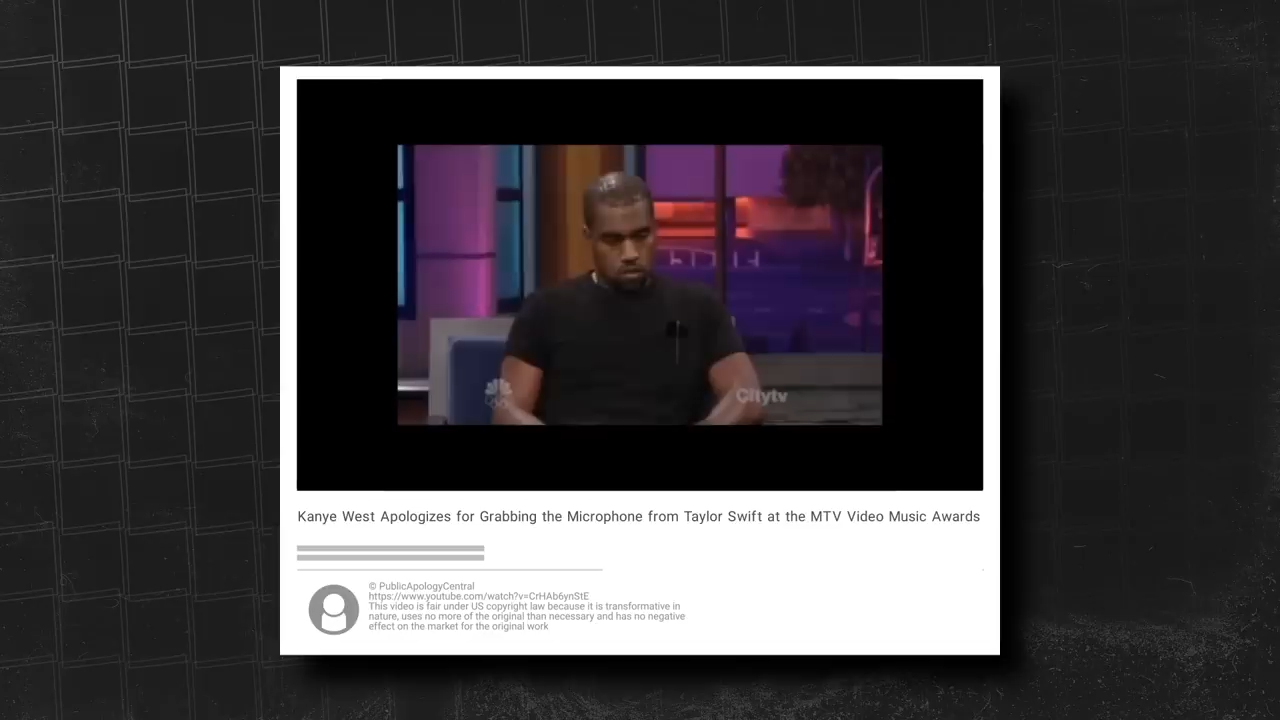 Citytv
Kanye West Apologizes for Grabbing the Microphone from Taylor Swift at the MTV Video Music Awards
© PublicApologyCentral
https://www.youtube.com/watch?v=CrHAb6ynStE
This video is fair under US copyright law because it is transformative in
nature, uses no more of the original than necessary and has no negative
effect on the market for the original work